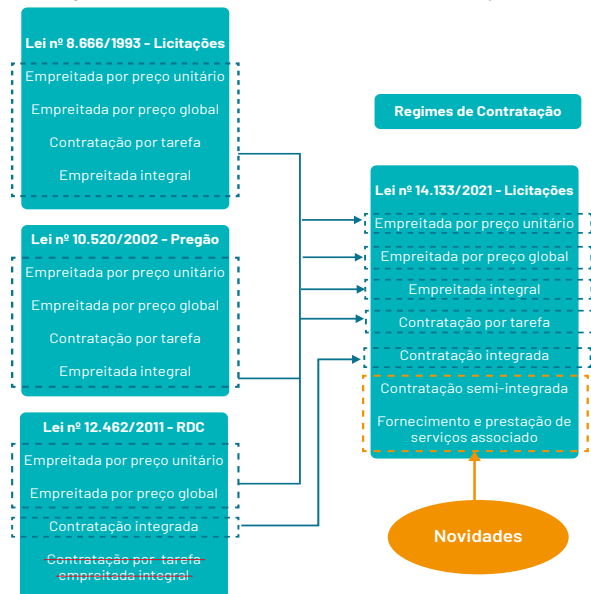 Lei nº 8.666/1993 - Licitações
Empreitada por preço unitário
Empreitada por preço global
Contratação por tarefa
Empreitada integral
Lei nº 10.520/2002 - Pregão
Empreitada por preço unitário
Empreitada por preço global
Contratação por tarefa
Empreitada integral
Lei nº 12.462/2011 - RDC
Empreitada por preço unitário
Empreitada por preço global
Contratação integrada
Contratação por tarefa
empreitada integral
Regimes de Contratação
Lei nº 14.133/2021 - Licitações
Empreitada por preço unitário
Empreitada por preço global
Empreitada integral
Contratação por tarefa
Contratação integrada
Contratação semi-integrada
Fornecimento e prestação de
serviços associado
Novidades